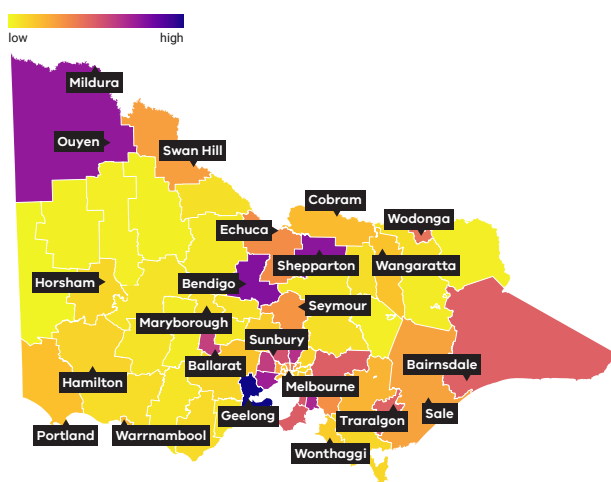 low high
Mildura
Ouyen
Swan Hill
Cobram
Wodonga
Echuca
Shepparton
Wangaratta
Horsham
Bendigo
Seymour
Maryborough
Sunbury
Ballarat
Bairnsdale
Hamilton
Melbourne
Geelong
Sale
Traralgon
Portland
Warrnambool
Wonthaggi